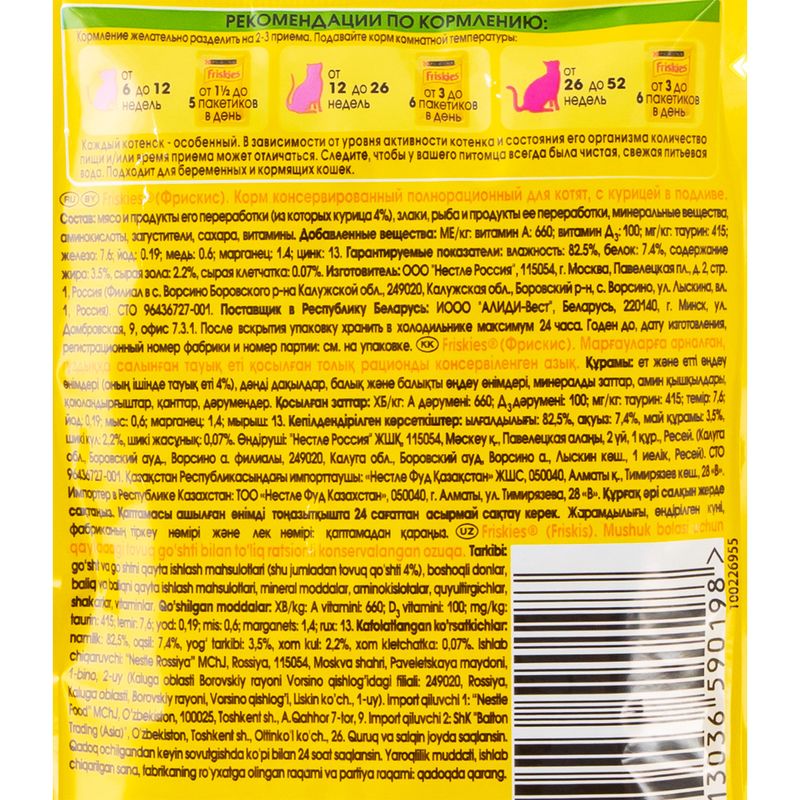 РЕКОМЕНДАЦИИ ПО КОРМЛЕНИЮ:
Кормление желательно разделить на 2-3 приема. Подавайте корм комнатной температуры:
от 6 до 12 недель
PURINA Friskies
от 1½ до 5 пакетиков в день
от 12 до 26 недель
PURINA Friskies
от 3 до 6 пакетиков в день
от 26 до 52 недель
PURINA Friskies
от 3 до 6 пакетиков в день
Каждый котенок - особенный. В зависимости от уровня активности котенка и состояния его организма количество
пищи и/или время приема может отличаться. Следите, чтобы у вашего питомца всегда была чистая, свежая питьевая
вода. Подходит для беременных и кормящих кошек.
RU BY Friskies® (Фрискис). Корм консервированный полнорационный для котят, с курицей в подливе.
Состав: мясо и продукты его переработки (из которых курица 4%), злаки, рыба и продукты ее переработки, минеральные вещества,
аминокислоты, загустители, сахара, витамины. Добавленные вещества: МЕ/кг: витамин А: 660; витамин Д₃: 100; мг/кг: таурин: 415;
железо: 7.6; йод: 0.19; медь: 0.6; марганец: 1.4; цинк: 13. Гарантируемые показатели: влажность: 82.5%, белок: 7.4%, содержание
жира: 3.5%, сырая зола: 2.2%, сырая клетчатка: 0.07%. Изготовитель: ООО "Нестле Россия", 115054, г. Москва, Павелецкая пл., д. 2, стр.
1, Россия (Филиал в с. Ворсино Боровского р-на Калужской обл., 249020, Калужская обл., Боровский р-н, с. Ворсино, ул. Лыскина, вл.
1, Россия). СТО 96436727-001. Поставщик в Республику Беларусь: ИООО "АЛИДИ-Вест", Беларусь, 220140, г. Минск, ул.
Домбровская, 9, офис 7.3.1. После вскрытия упаковку хранить в холодильнике максимум 24 часа. Годен до, дату изготовления,
регистрационный номер фабрики и номер партии: см. на упаковке. KK Friskies® (Фрискис). Марғауларға арналған,
тұздыққа салынған тауық еті қосылған толық рационды консервіленген азық. Құрамы: ет және етті өңдеу
өнімдері (оның ішінде тауық еті 4%), дәнді дақылдар, балық және балықты өңдеу өнімдері, минералды заттар, амин қышқылдары,
қоюландырғыштар, қанттар, дәрумендер. Қосылған заттар: ХБ/кг: А дәрумені: 660; Д₃дәрумені: 100; мг/кг: таурин: 415; темір: 7,6;
йод: 0,19; мыс: 0,6; марганец: 1,4; мырыш: 13. Кепілдендірілген көрсеткіштер: ылғалдылығы: 82,5%, ақуыз: 7,4%, май құрамы: 3,5%,
шикі күл: 2,2%, шикі жасұнық: 0,07%. Өндіруші: "Нестле Россия" ЖШҚ, 115054, Мәскеу қ., Павелецкая алаңы, 2 үй, 1 құр., Ресей. (Калуга
обл., Боровский ауд., Ворсино а. филиалы, 249020, Калуга обл., Боровский ауд, Ворсино а., Лыскин көш., 1 иелік, Ресей). СТО
96436727-001. Қазақстан Республикасындағы импорттаушы: «Нестле Фуд Қазақстан» ЖШС, 050040, Алматы қ., Тимирязев көш., 28 «В».
Импортер в Республике Казахстан: ТОО «Нестле Фуд Казахстан», 050040, г. Алматы, ул. Тимирязева, 28 «В». Құрғақ әрі салқын жерде
сақтаңыз. Қаптамасы ашылған өнімді тоңазытқышта 24 сағаттан асырмай сақтау керек. Жарамдылығы, өндірілген күні,
фабриканың тіркеу нөмірі және лек нөмірі: қаптамадан қараңыз. UZ Friskies® (Friskis). Mushuk bolasi uchun
qayladagi tovuq go'shti bilan to'liq ratsionli konservalangan ozuqa. Tarkibi:
go'sht va go'shtni qayta ishlash mahsulotlari (shu jumladan tovuq go'shti 4%), boshoqli donlar,
baliq va baliqni qayta ishlash mahsulotlari, mineral moddalar, aminokislotalar, quyultirgichlar,
shakarlar, vitaminlar. Qo'shilgan moddalar: XB/kg: A vitamini: 660; D₃ vitamini: 100; mg/kg:
taurin: 415, temir: 7,6; yod: 0,19; mis: 0,6; marganets: 1,4; rux: 13. Kafolatlangan ko'rsatkichlar:
namlik: 82,5%, oqsil: 7,4%, yog' tarkibi: 3,5%, xom kul: 2,2%, xom kletchatka: 0,07%. Ishlab
chiqaruvchi: "Nestle Rossiya" MChJ, Rossiya, 115054, Moskva shahri, Paveletskaya maydoni,
1-bino, 2-uy (Kaluga oblasti Borovskiy rayoni Vorsino qishlog'idagi filiali: 249020, Rossiya,
Kaluga oblasti, Borovskiy rayoni, Vorsino qishlog'i, Liskin ko'ch., 1-uy). Import qiluvchi 1: "Nestle
Food" MChJ, O'zbekiston, 100025, Toshkent sh., A.Qahhor 7-tor, 9. Import qiluvchi 2: ShK "Batton
Trading (Asia)", O'zbekiston, Toshkent sh., Ottinko'l ko'ch., 26. Quruq va salqin joyda saqlansin.
Qadoq ochilgandan keyin sovutgishda ko'pi bilan 24 soat saqlansin. Yaroqlilik muddati, ishlab
chiqarilgan sana, fabrikaning ro'yxatga olingan raqami va partiya raqami: qadoqda qarang.
100226955
13036 590198 >